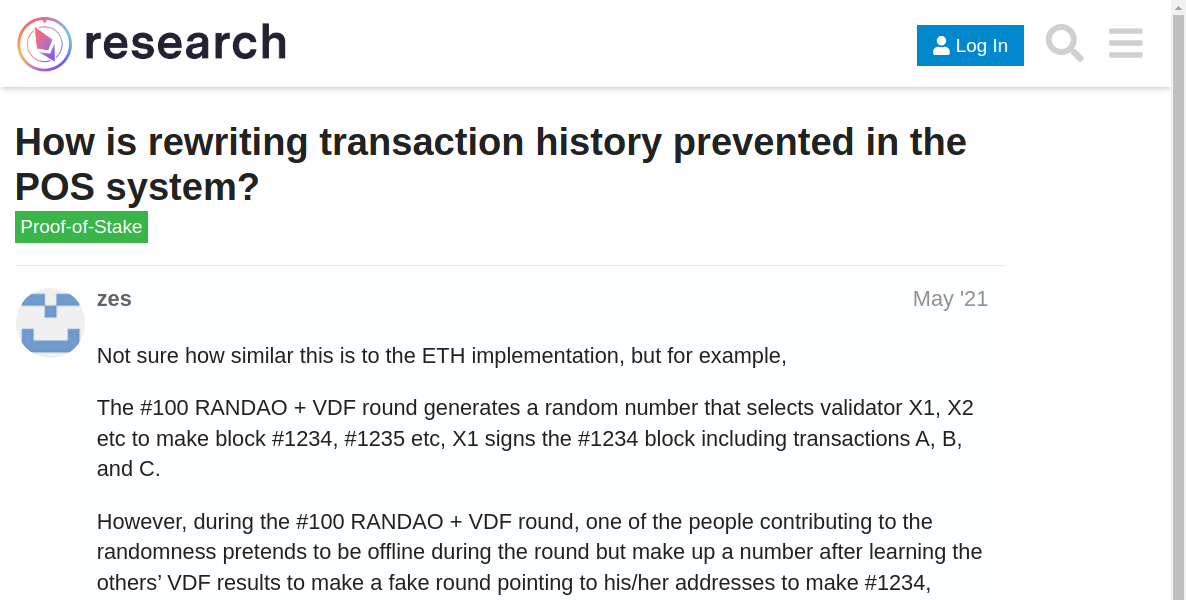 research
Log In
How is rewriting transaction history prevented in the
POS system?
Proof-of-Stake
zes
May '21
Not sure how similar this is to the ETH implementation, but for example,
The #100 RANDAO + VDF round generates a random number that selects validator X1, X2
etc to make block #1234, #1235 etc, X1 signs the #1234 block including transactions A, B,
and C.
However, during the #100 RANDAO + VDF round, one of the people contributing to the
randomness pretends to be offline during the round but make up a number after learning the
others’ VDF results to make a fake round pointing to his/her addresses to make #1234,